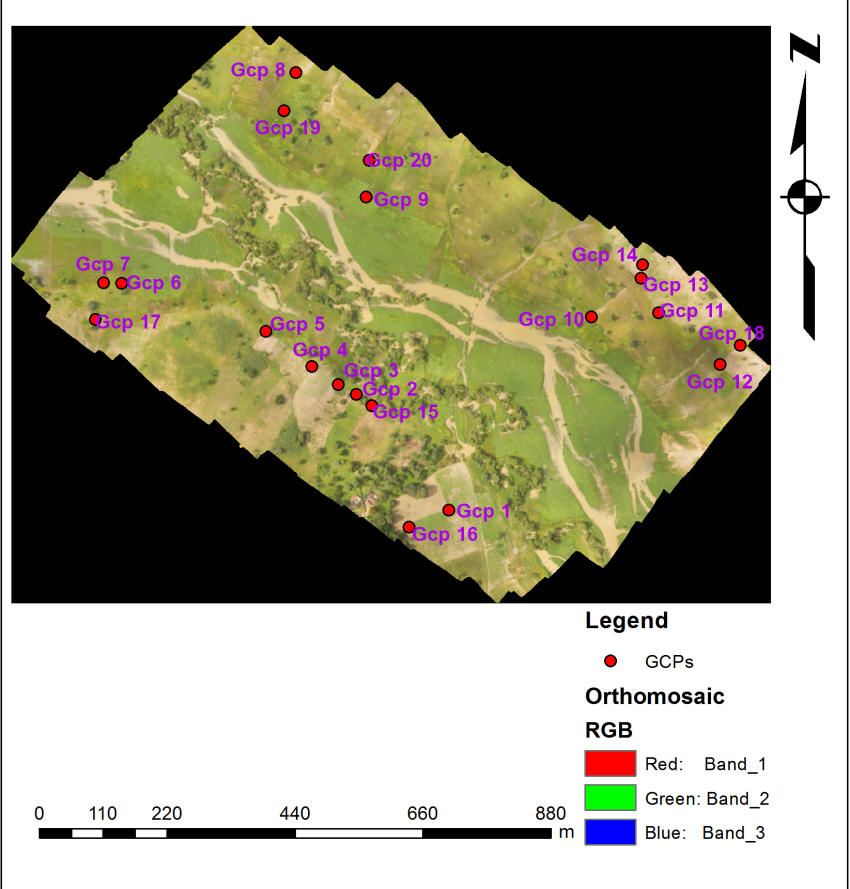 N
Gcp 8
Gcp 19
Gcp 20
Gcp 9
Gcp 14
Gcp 7
Gcp 6
Gcp 13
Gcp 11
Gcp 17
Gcp 5
Gcp 10
Gcp 18
Gcp 4
Gcp 3
Gcp 12
Gcp 2
Gcp 15
Gcp 1
Gcp 16
Legend
GCPs
Orthomosaic
RGB
Red: Band_1
Green: Band_2
Blue: Band_3
0 110 220 440 660 880
m